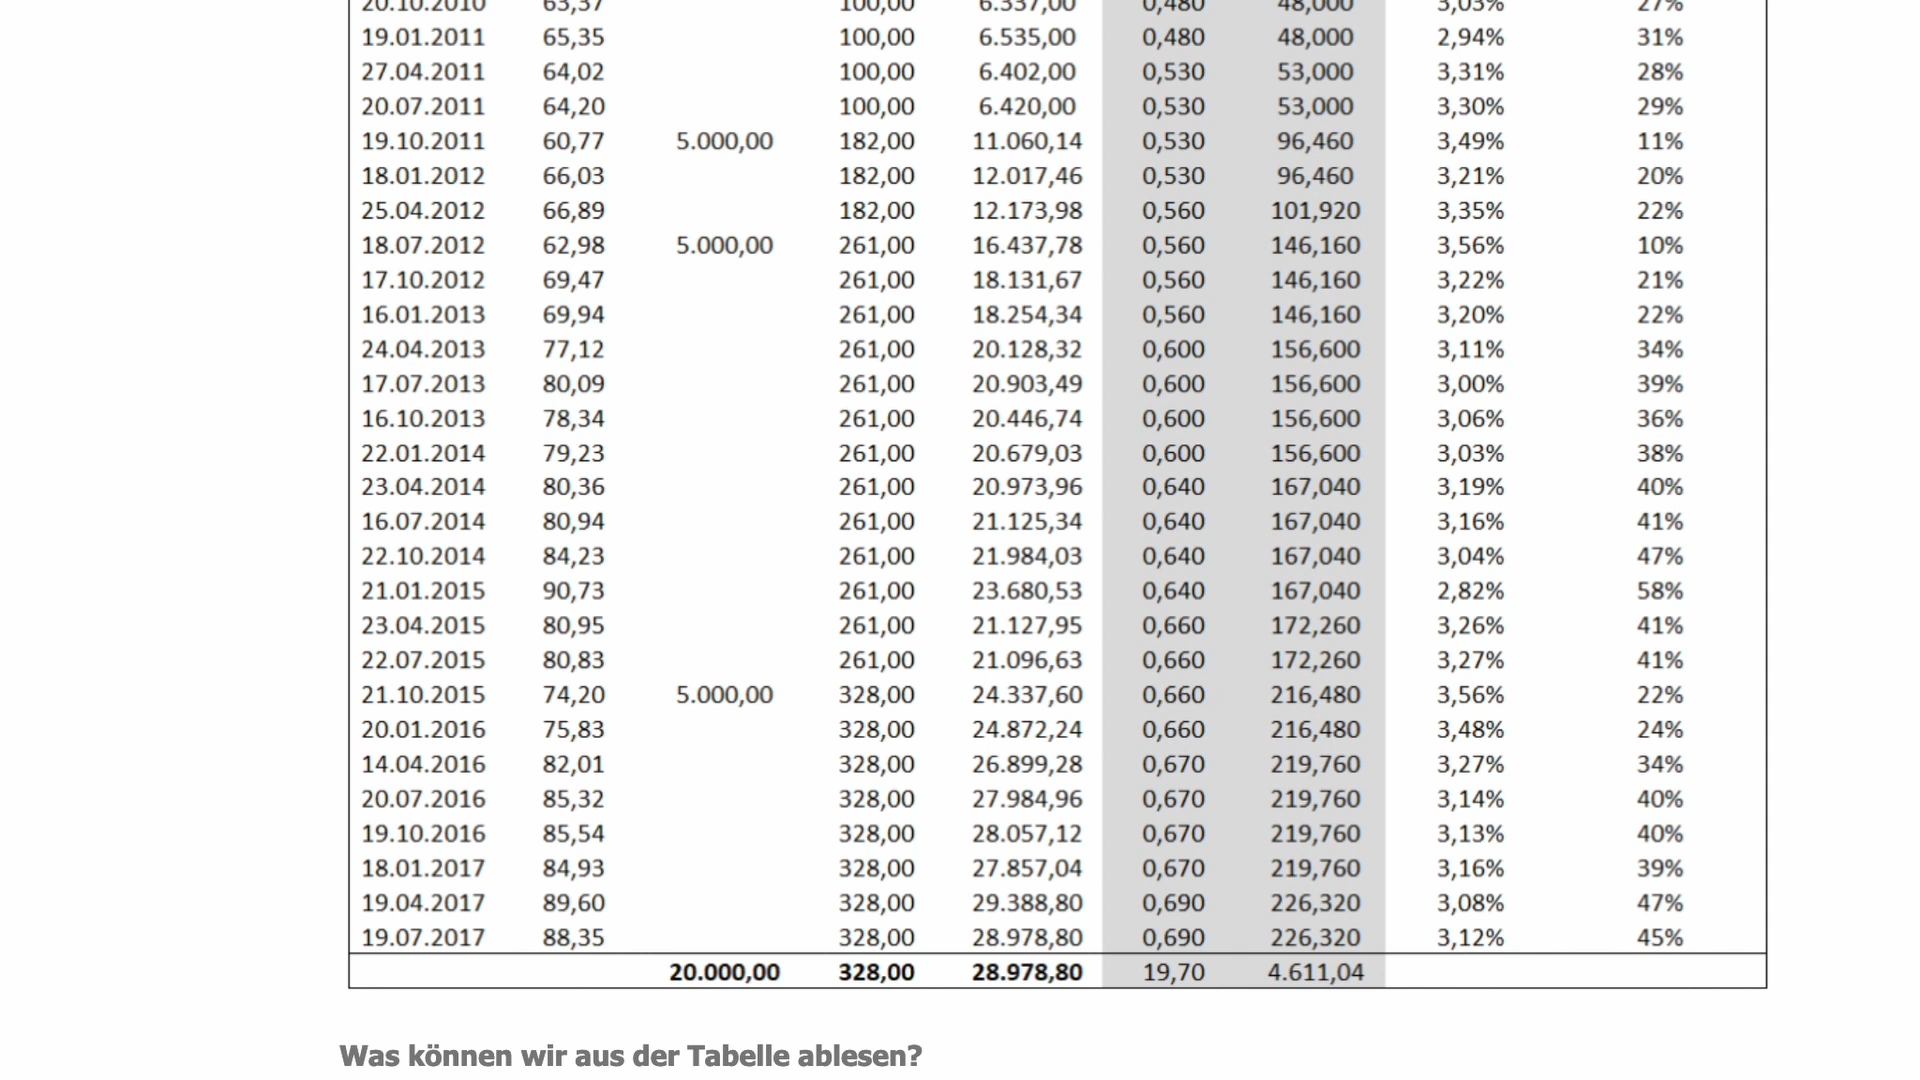 20.10.2010 63,37 100,00 6.337,00 0,480 48,000 3,03% 27%
19.01.2011 65,35 100,00 6.535,00 0,480 48,000 2,94% 31%
27.04.2011 64,02 100,00 6.402,00 0,530 53,000 3,31% 28%
20.07.2011 64,20 100,00 6.420,00 0,530 53,000 3,30% 29%
19.10.2011 60,77 5.000,00 182,00 11.060,14 0,530 96,460 3,49% 11%
18.01.2012 66,03 182,00 12.017,46 0,530 96,460 3,21% 20%
25.04.2012 66,89 182,00 12.173,98 0,560 101,920 3,35% 22%
18.07.2012 62,98 5.000,00 261,00 16.437,78 0,560 146,160 3,56% 10%
17.10.2012 69,47 261,00 18.131,67 0,560 146,160 3,22% 21%
16.01.2013 69,94 261,00 18.254,34 0,560 146,160 3,20% 22%
24.04.2013 77,12 261,00 20.128,32 0,600 156,600 3,11% 34%
17.07.2013 80,09 261,00 20.903,49 0,600 156,600 3,00% 39%
16.10.2013 78,34 261,00 20.446,74 0,600 156,600 3,06% 36%
22.01.2014 79,23 261,00 20.679,03 0,600 156,600 3,03% 38%
23.04.2014 80,36 261,00 20.973,96 0,640 167,040 3,19% 40%
16.07.2014 80,94 261,00 21.125,34 0,640 167,040 3,16% 41%
22.10.2014 84,23 261,00 21.984,03 0,640 167,040 3,04% 47%
21.01.2015 90,73 261,00 23.680,53 0,640 167,040 2,82% 58%
23.04.2015 80,95 261,00 21.127,95 0,660 172,260 3,26% 41%
22.07.2015 80,83 261,00 21.096,63 0,660 172,260 3,27% 41%
21.10.2015 74,20 5.000,00 328,00 24.337,60 0,660 216,480 3,56% 22%
20.01.2016 75,83 328,00 24.872,24 0,660 216,480 3,48% 24%
14.04.2016 82,01 328,00 26.899,28 0,670 219,760 3,27% 34%
20.07.2016 85,32 328,00 27.984,96 0,670 219,760 3,14% 40%
19.10.2016 85,54 328,00 28.057,12 0,670 219,760 3,13% 40%
18.01.2017 84,93 328,00 27.857,04 0,670 219,760 3,16% 39%
19.04.2017 89,60 328,00 29.388,80 0,690 226,320 3,08% 47%
19.07.2017 88,35 328,00 28.978,80 0,690 226,320 3,12% 45%
20.000,00 328,00 28.978,80 19,70 4.611,04
Was können wir aus der Tabelle ablesen?